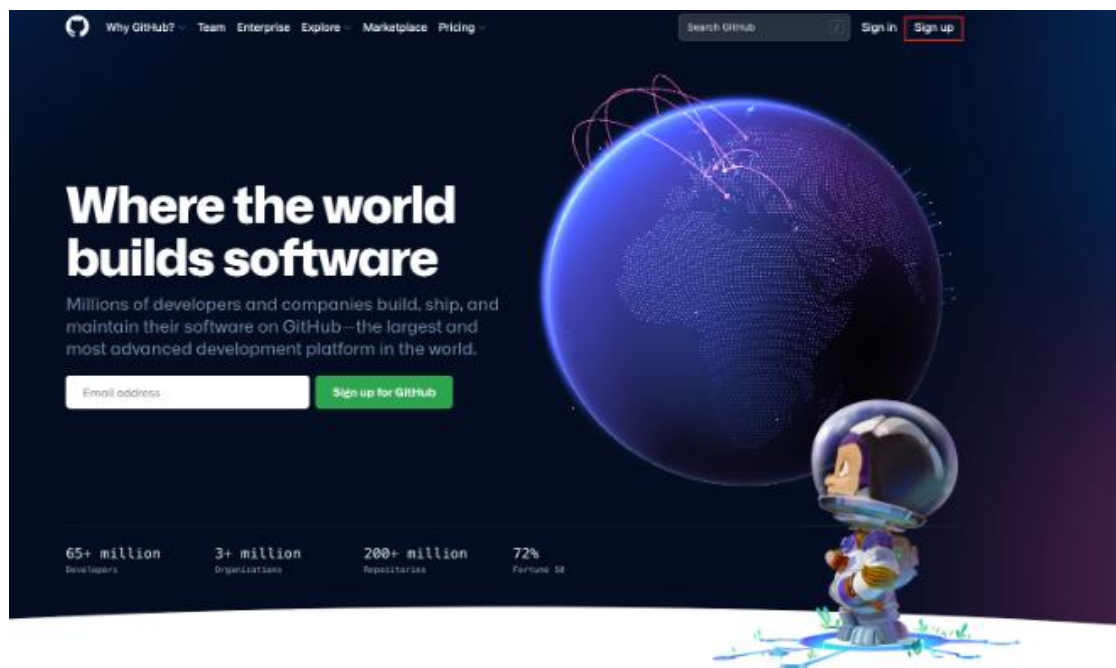 Why GitHub? Team Enterprise Explore Marketplace Pricing Search GitHub / Sign in Sign up
Where the world
builds software
Millions of developers and companies build, ship, and
maintain their software on GitHub—the largest and
most advanced development platform in the world.
Email address Sign up for GitHub
65+ million 3+ million 200+ million 72%
Developers Organizations Repositories Fortune 50